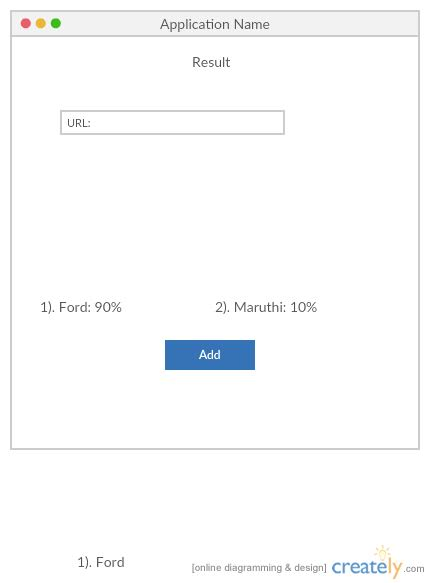 Application Name
Result
URL:
1). Ford: 90% 2). Maruthi: 10%
Add
1). Ford
[online diagramming & design] creately.com